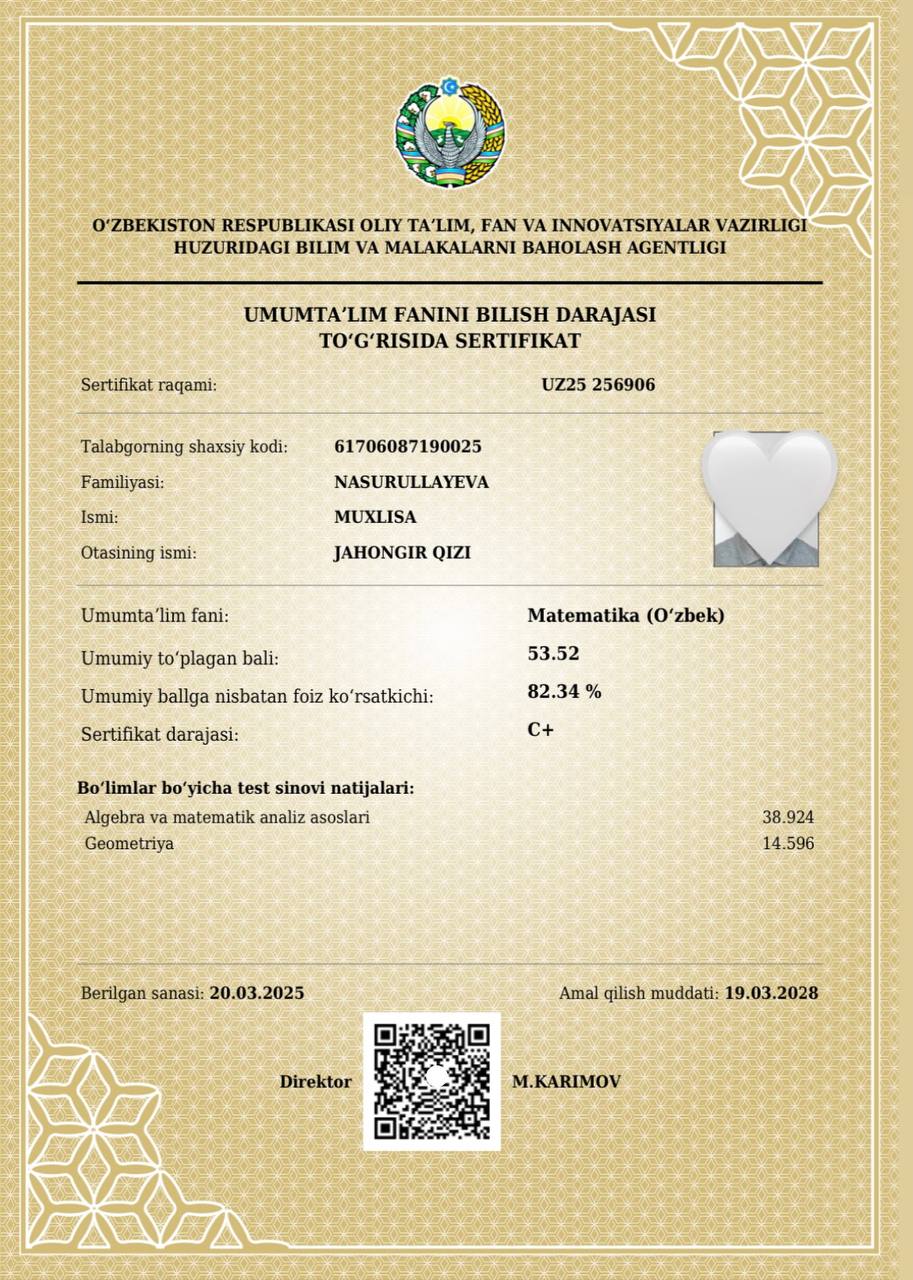 O‘ZBEKISTON RESPUBLIKASI OLIY TA’LIM, FAN VA INNOVATSIYALAR VAZIRLIGI
HUZURIDAGI BILIM VA MALAKALARNI BAHOLASH AGENTLIGI
UMUMTA’LIM FANINI BILISH DARAJASI
TO‘G‘RISIDA SERTIFIKAT
Sertifikat raqami: UZ25 256906
Talabgorning shaxsiy kodi: 61706087190025
Familiyasi: NASURULLAYEVA
Ismi: MUXLISA
Otasining ismi: JAHONGIR QIZI
Umumta’lim fani: Matematika (O‘zbek)
Umumiy to‘plagan bali: 53.52
Umumiy ballga nisbatan foiz ko‘rsatkichi: 82.34 %
Sertifikat darajasi: C+
Bo‘limlar bo‘yicha test sinovi natijalari:
Algebra va matematik analiz asoslari 38.924
Geometriya 14.596
Berilgan sanasi: 20.03.2025 Amal qilish muddati: 19.03.2028
Direktor M.KARIMOV